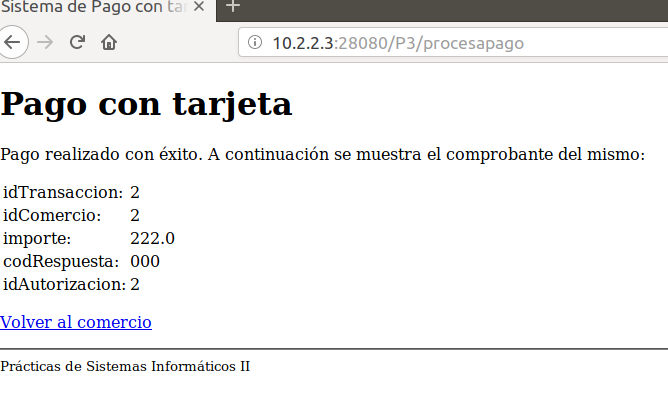 Sistema de Pago con ta
10.2.2.3:28080/P3/procesapago
Pago con tarjeta
Pago realizado con éxito. A continuación se muestra el comprobante del mismo:
idTransaccion: 2
idComercio: 2
importe: 222.0
codRespuesta: 000
idAutorizacion: 2
Volver al comercio
Prácticas de Sistemas Informáticos II